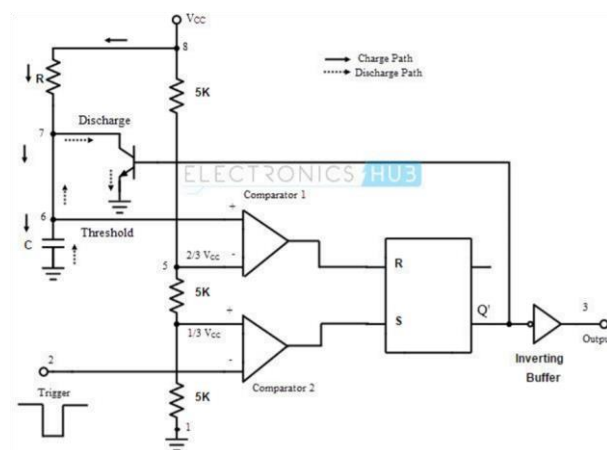 VCC
8
Charge Path
Discharge Path
R
5K
7
Discharge
ELECTRONICS HUB
Comparator 1
6
+
Threshold
C
2/3 VCC
-
5
R
5K
+
1/3 VCC
S
Q'
3
Output
2
-
Inverting
Buffer
Trigger
5K
Comparator 2
1